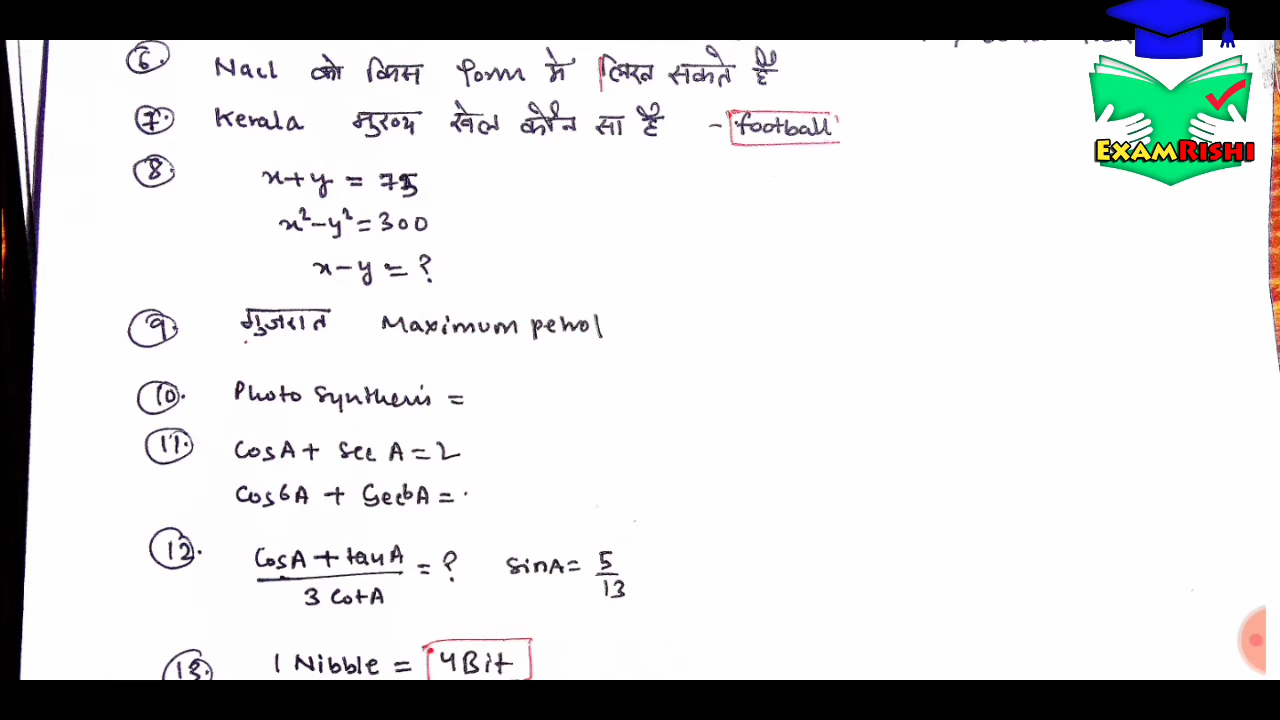 EXAMRISHI
6. Nacl को किस form मे लिख सकते है
7. Kerala मुख्य खेल कौन सा है - football
8. x+y = 75
x²-y²=300
x-y = ?
9. गुजरात Maximum petrol
10. Photo Synthesis =
11. CosA + Sec A = 2
Cos6A + Sec6A =
12. CosA + tanA / 3 CotA = ? SinA = 5/13
13. 1 Nibble = 4Bit